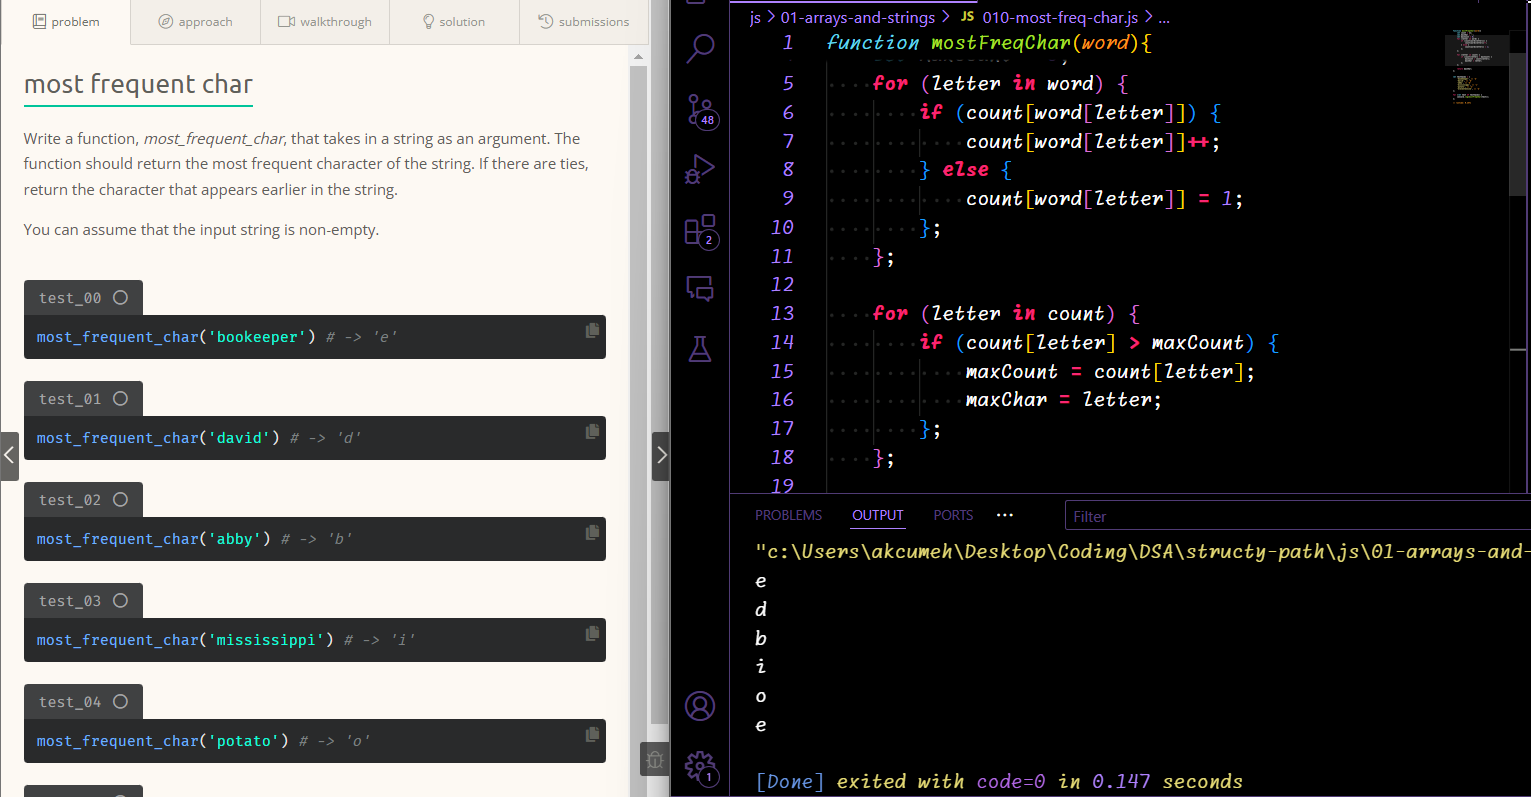 problem
approach
walkthrough
solution
submissions
most frequent char
Write a function, most_frequent_char, that takes in a string as an argument. The
function should return the most frequent character of the string. If there are ties,
return the character that appears earlier in the string.
You can assume that the input string is non-empty.
test_00
most_frequent_char('bookeeper') # -> 'e'
test_01
most_frequent_char('david') # -> 'd'
test_02
most_frequent_char('abby') # -> 'b'
test_03
most_frequent_char('mississippi') # -> 'i'
test_04
most_frequent_char('potato') # -> 'o'
48
2
1
js > 01-arrays-and-strings > JS 010-most-freq-char.js > ...
1 function mostFreqChar(word){
5 for (letter in word) {
6 if (count[word[letter]]) {
7 count[word[letter]]++;
8 } else {
9 count[word[letter]] = 1;
10 };
11 };
12
13 for (letter in count) {
14 if (count[letter] > maxCount) {
15 maxCount = count[letter];
16 maxChar = letter;
17 };
18 };
19
PROBLEMS OUTPUT PORTS ... Filter
"c:\Users\akcumeh\Desktop\Coding\DSA\structy-path\js\01-arrays-and-
e
d
b
i
o
e
[Done] exited with code=0 in 0.147 seconds